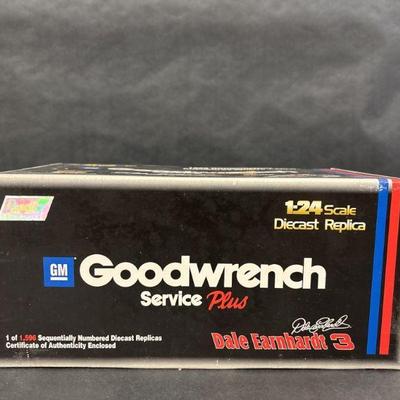 1:24 Scale
Diecast Replica
GM
Goodwrench
Service Plus
1 of 1,596 Sequentially Numbered Diecast Replicas
Certificate of Authenticity Enclosed
Dale Earnhardt 3